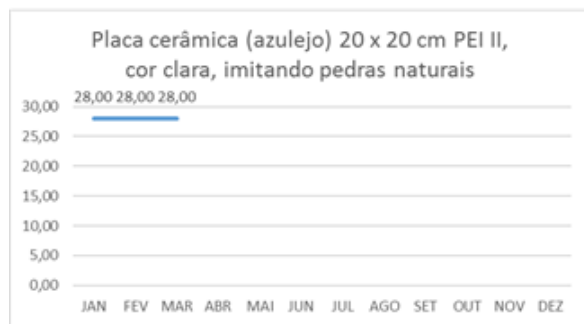 Placa cerâmica (azulejo) 20 x 20 cm PEI II,
cor clara, imitando pedras naturais
28,00 28,00 28,00
30,00
25,00
20,00
15,00
10,00
5,00
0,00
JAN FEV MAR ABR MAI JUN JUL AGO SET OUT NOV DEZ